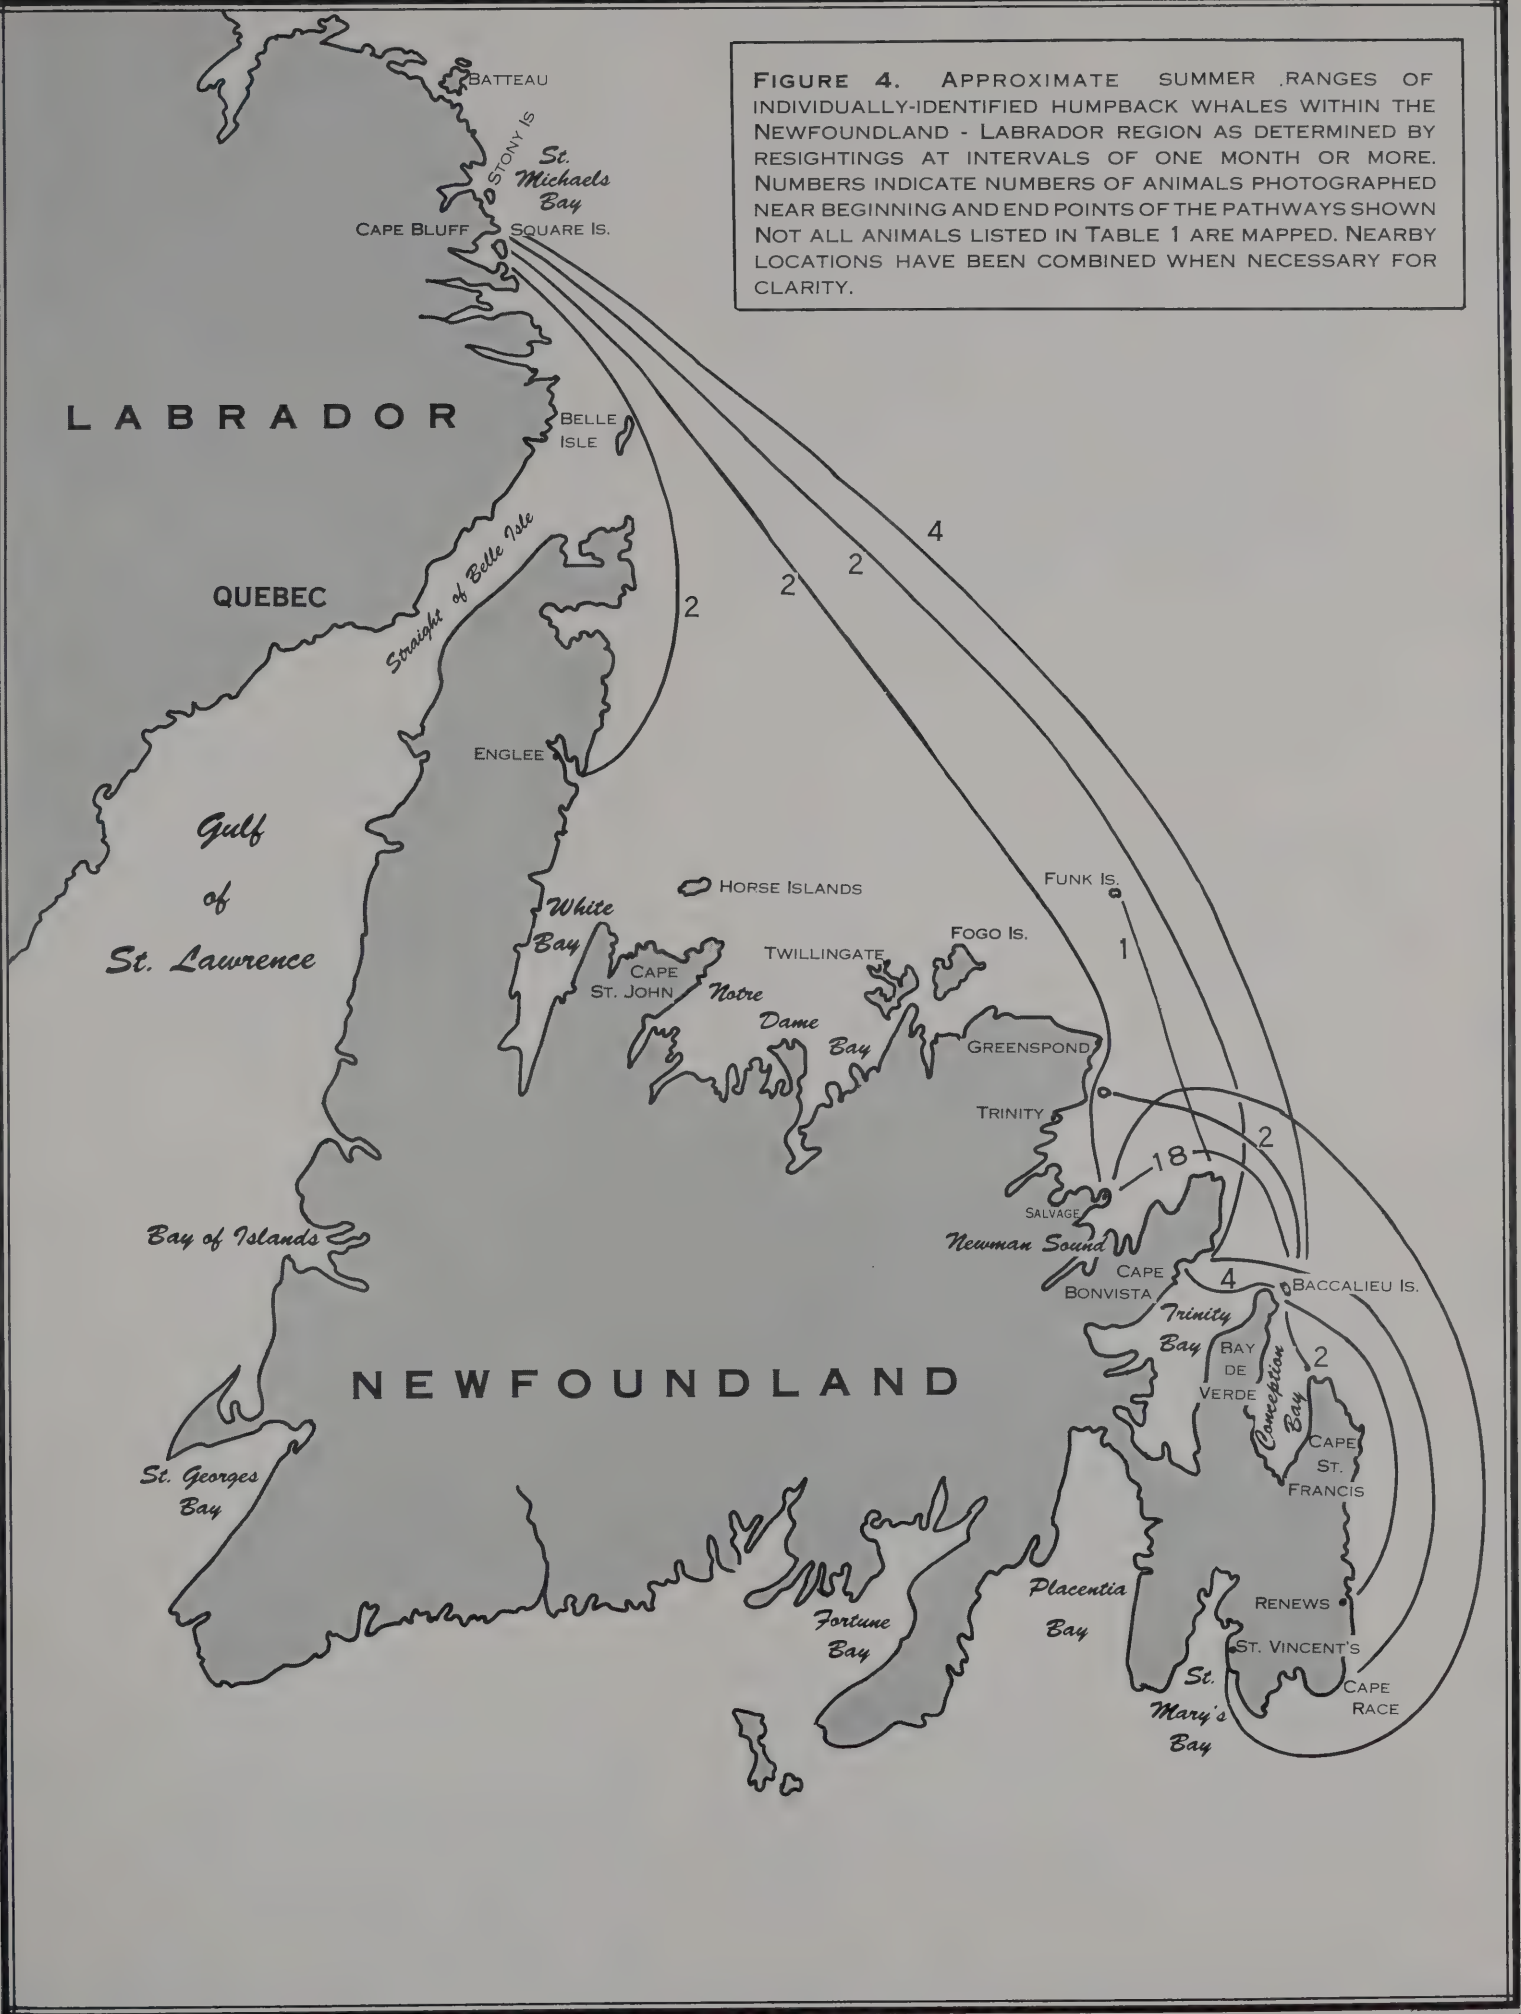 FIGURE 4. APPROXIMATE SUMMER .RANGES OF
INDIVIDUALLY-IDENTIFIED HUMPBACK WHALES WITHIN THE
NEWFOUNDLAND - LABRADOR REGION AS DETERMINED BY
RESIGHTINGS AT INTERVALS OF ONE MONTH OR MORE.
NUMBERS INDICATE NUMBERS OF ANIMALS PHOTOGRAPHED
NEAR BEGINNING AND END POINTS OF THE PATHWAYS SHOWN
NOT ALL ANIMALS LISTED IN TABLE 1 ARE MAPPED. NEARBY
LOCATIONS HAVE BEEN COMBINED WHEN NECESSARY FOR
CLARITY.
BATTEAU
STONY IS
St.
Michaels
Bay
CAPE BLUFF
SQUARE IS.
LABRADOR
BELLE
ISLE
4
2
2
2
Straight of Belle Isle
QUEBEC
ENGLEE
Gulf
of
St. Lawrence
HORSE ISLANDS
FUNK IS.
1
White
Bay
CAPE
ST. JOHN
TWILLINGATE
FOGO IS.
Notre
Dame
Bay
GREENSPOND
TRINITY
2
18
SALVAGE
Newman Sound
Bay of Islands
CAPE
BONVISTA
4
BACCALIEU IS.
Trinity
Bay
BAY
DE
VERDE
Conception
Bay
2
NEWFOUNDLAND
CAPE
ST.
FRANCIS
St. Georges
Bay
Fortune
Bay
Placentia
Bay
RENEWS
ST. VINCENT'S
St.
Mary's
Bay
CAPE
RACE